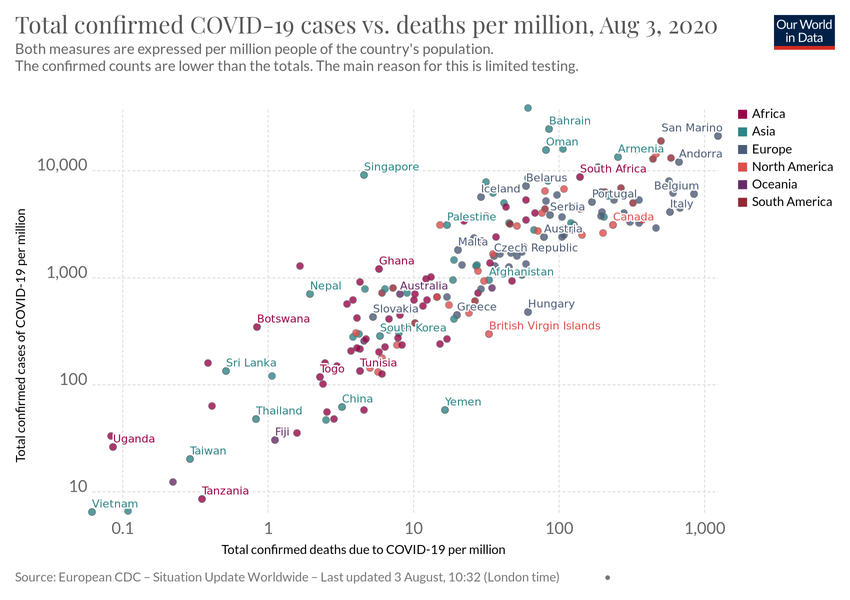 Total confirmed COVID-19 cases vs. deaths per million, Aug 3, 2020
Our World
in Data
Both measures are expressed per million people of the country's population.
The confirmed counts are lower than the totals. The main reason for this is limited testing.
Total confirmed cases of COVID-19 per million
10,000
1,000
100
10
Bahrain
San Marino
Oman
Armenia
Andorra
Singapore
South Africa
Belarus
Iceland
Belgium
Portugal
Italy
Serbia
Palestine
Canada
Austria
Malta
Czech Republic
Ghana
Afghanistan
Nepal
Australia
Hungary
Slovakia
Greece
Botswana
South Korea
British Virgin Islands
Sri Lanka
Togo
Tunisia
China
Yemen
Thailand
Fiji
Uganda
Taiwan
Tanzania
Vietnam
0.1
1
10
100
1,000
Total confirmed deaths due to COVID-19 per million
Africa
Asia
Europe
North America
Oceania
South America
Source: European CDC – Situation Update Worldwide – Last updated 3 August, 10:32 (London time)